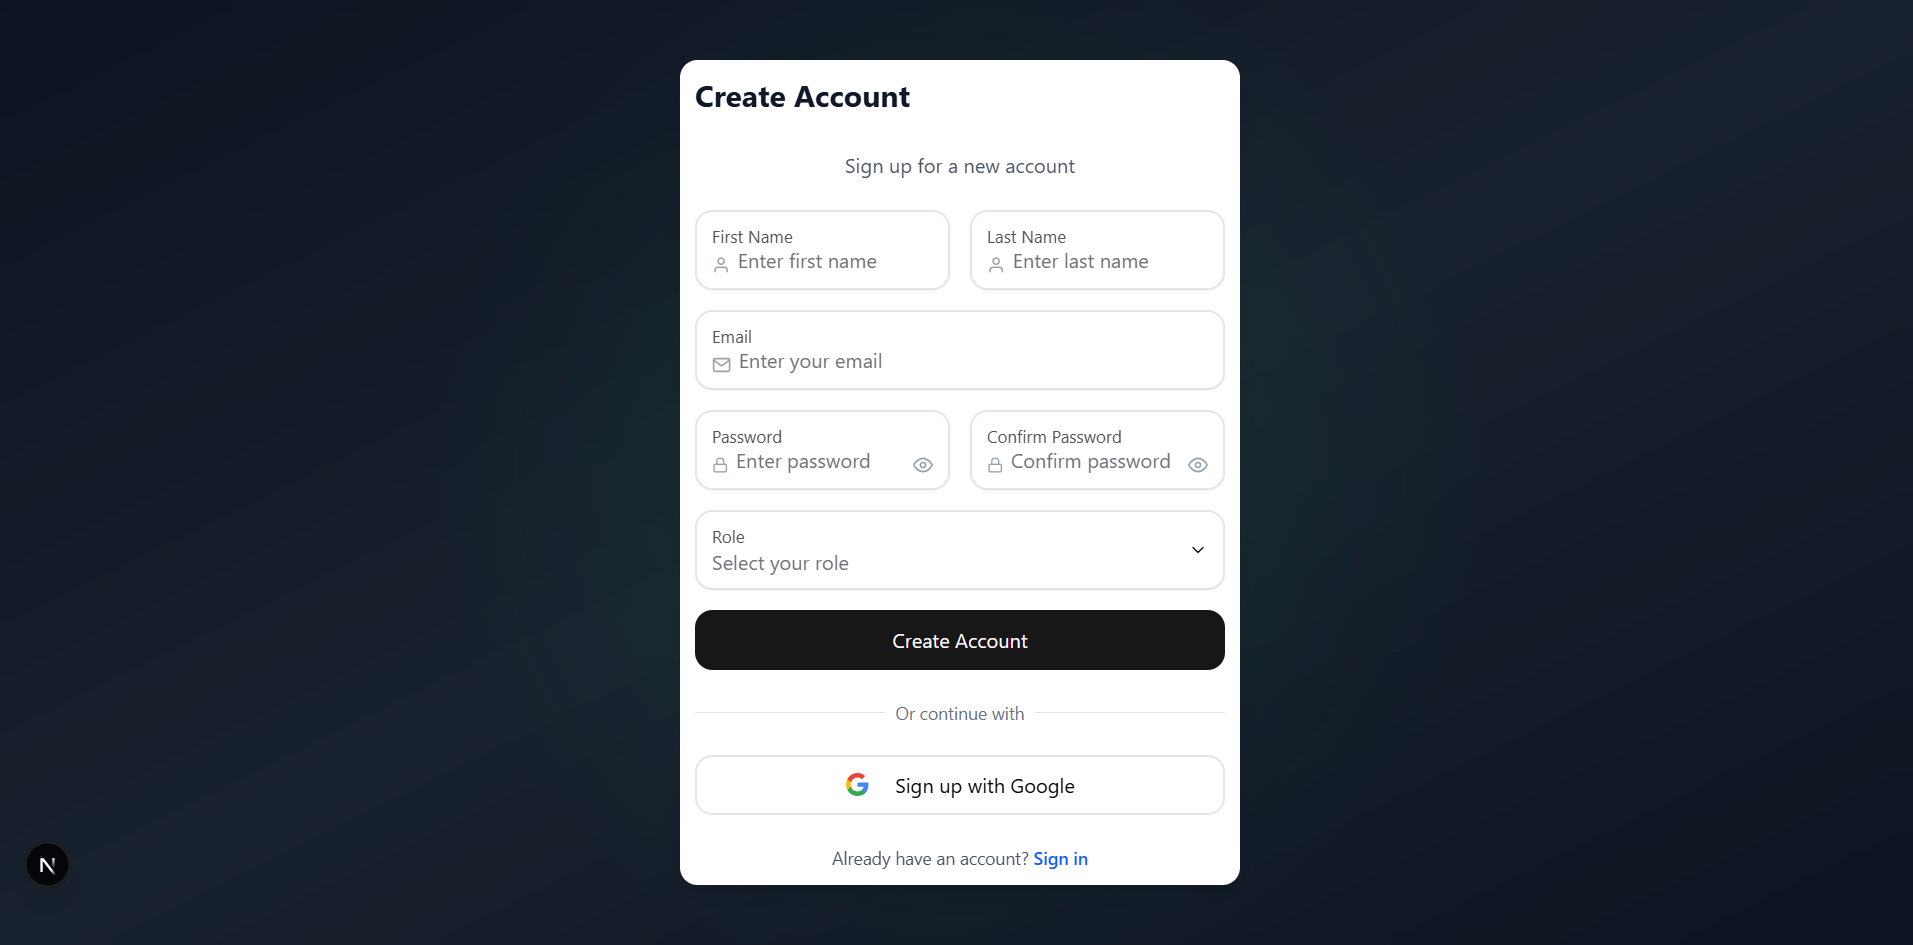 Create Account
Sign up for a new account
First Name
Enter first name
Last Name
Enter last name
Email
Enter your email
Password
Enter password
Confirm Password
Confirm password
Role
Select your role
Create Account
Or continue with
Sign up with Google
Already have an account? Sign in
N